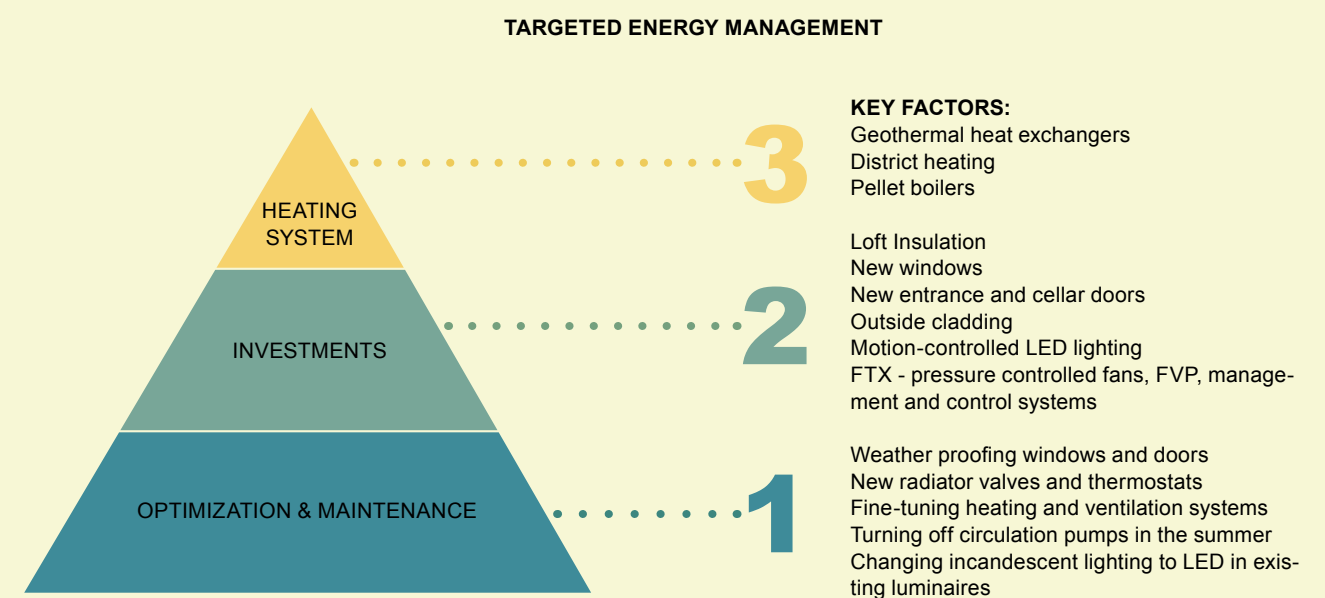 TARGETED ENERGY MANAGEMENT
HEATING
SYSTEM
INVESTMENTS
OPTIMIZATION & MAINTENANCE
3
2
1
KEY FACTORS:
Geothermal heat exchangers
District heating
Pellet boilers
Loft Insulation
New windows
New entrance and cellar doors
Outside cladding
Motion-controlled LED lighting
FTX - pressure controlled fans, FVP, manage-
ment and control systems
Weather proofing windows and doors
New radiator valves and thermostats
Fine-tuning heating and ventilation systems
Turning off circulation pumps in the summer
Changing incandescent lighting to LED in exis-
ting luminaires